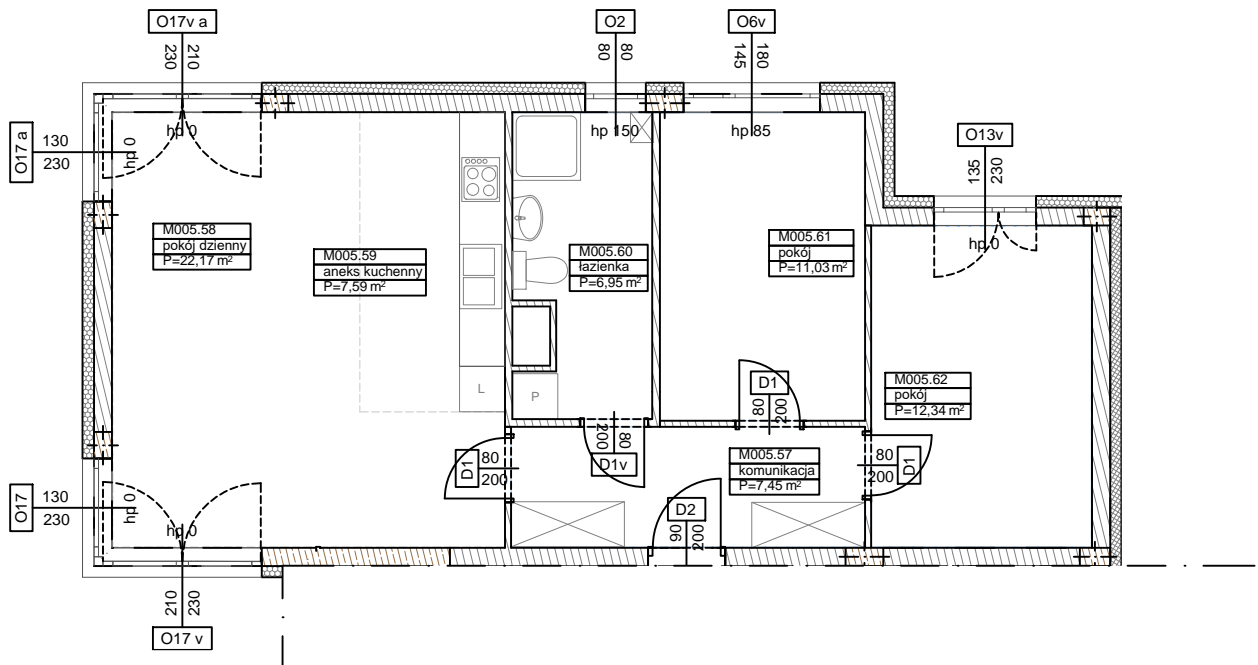 O17v a
230
210
O2
80
80
O6v
145
180
O17 a
130
230
hp 0
hp 0
hp 150
hp 85
O13v
135
230
hp 0
M005.58
pokój dzienny
P=22,17 m²
M005.59
aneks kuchenny
P=7,59 m²
M005.60
łazienka
P=6,95 m²
M005.61
pokój
P=11,03 m²
M005.62
pokój
P=12,34 m²
L
P
D1
80
200
D1v
200
80
D1
80
200
M005.57
komunikacja
P=7,45 m²
D1
80
200
D2
90
200
O17
130
230
hp 0
hp 0
210
230
O17 v